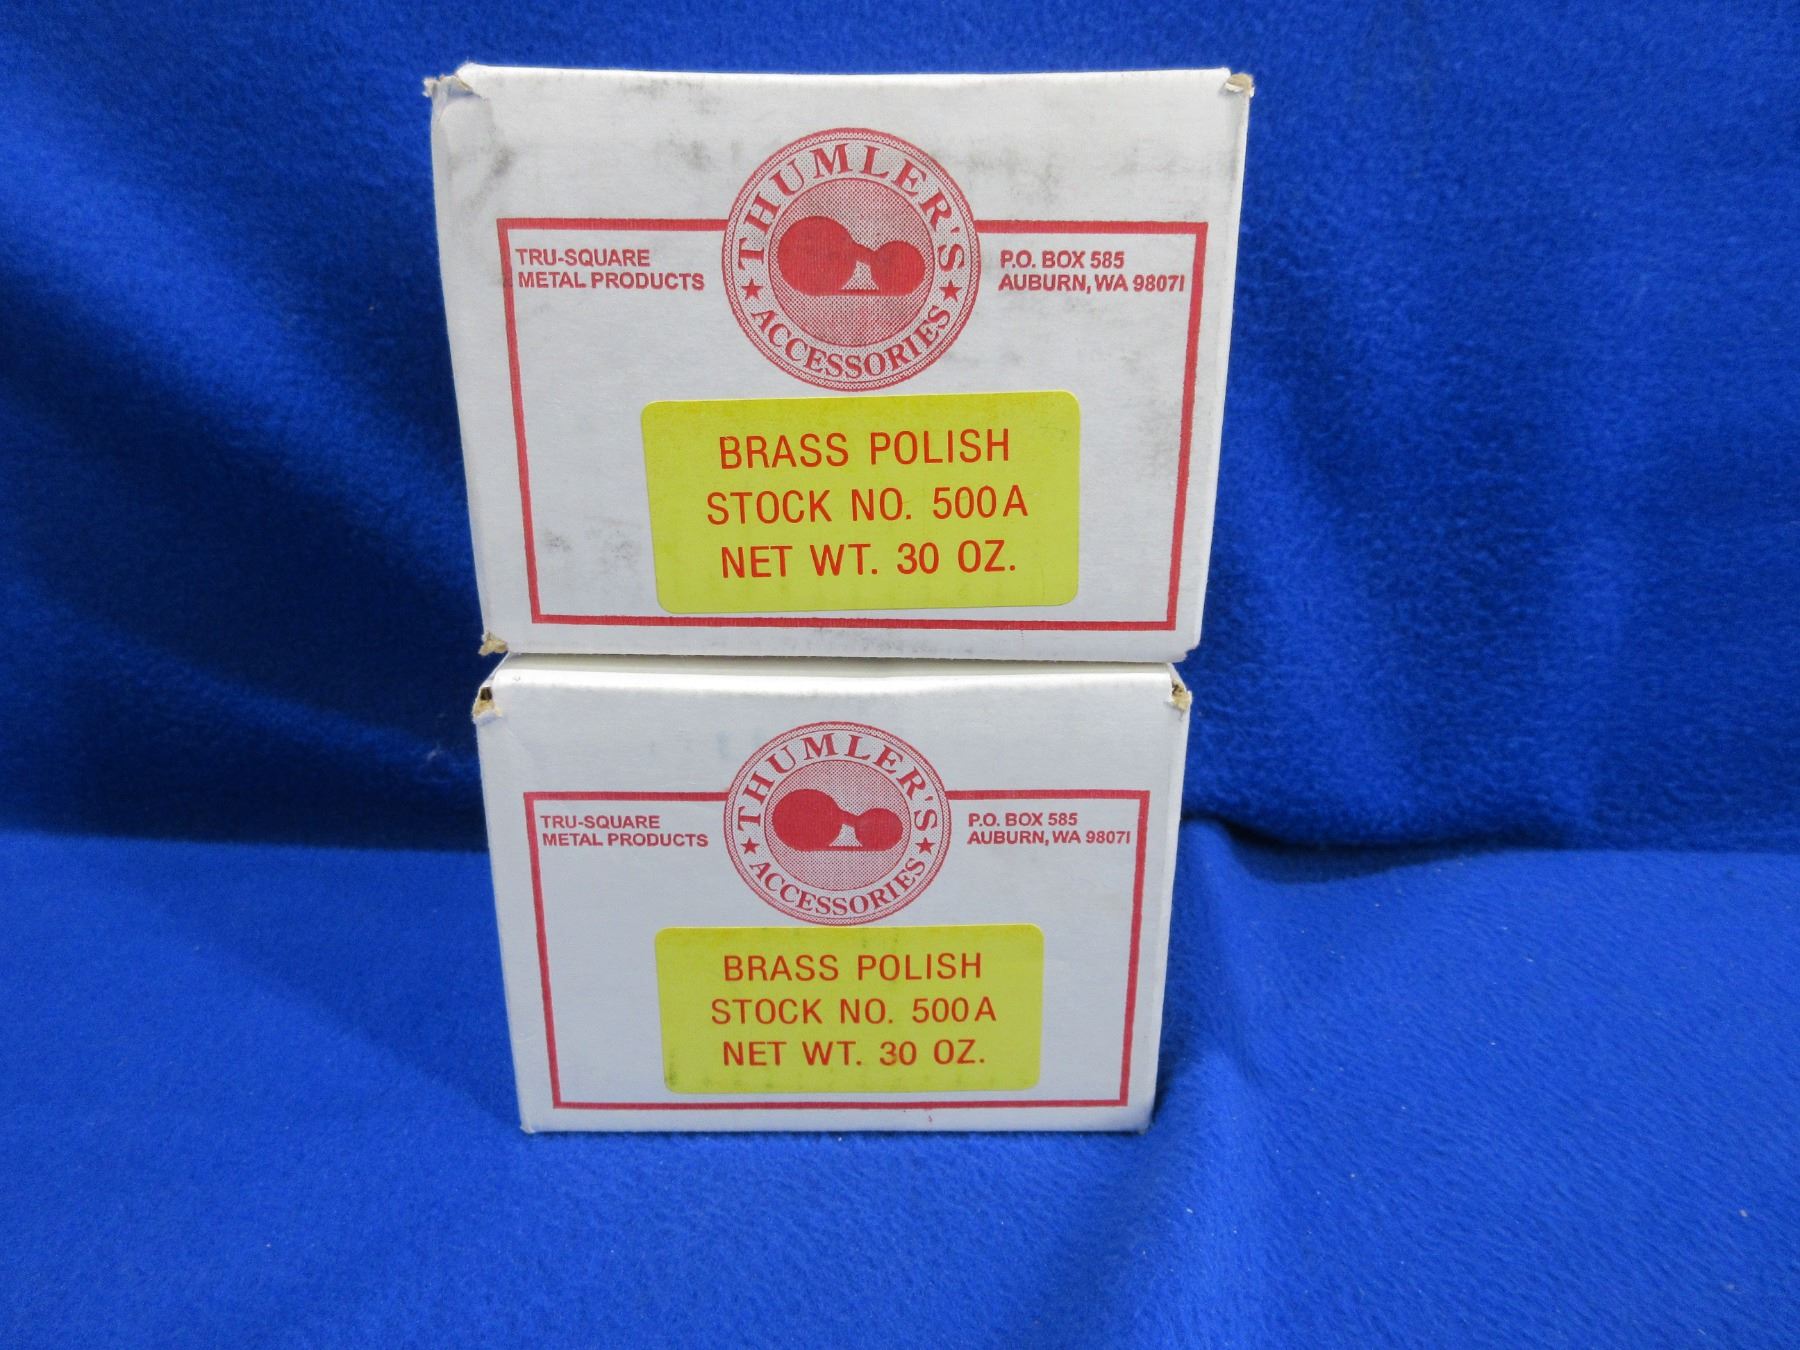 THUMLER'S
TRU-SQUARE
METAL PRODUCTS
P.O. BOX 585
AUBURN, WA 98071
★ ACCESSORIES ★
BRASS POLISH
STOCK NO. 500A
NET WT. 30 OZ.
THUMLER'S
TRU-SQUARE
METAL PRODUCTS
P.O. BOX 585
AUBURN, WA 98071
★ ACCESSORIES ★
BRASS POLISH
STOCK NO. 500A
NET WT. 30 OZ.